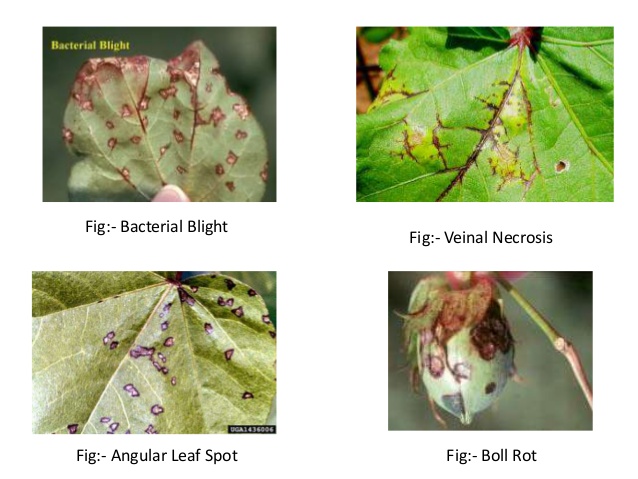 Bacterial Blight
Fig:- Bacterial Blight
Fig:- Veinal Necrosis
UGA1436006
Fig:- Angular Leaf Spot
Fig:- Boll Rot